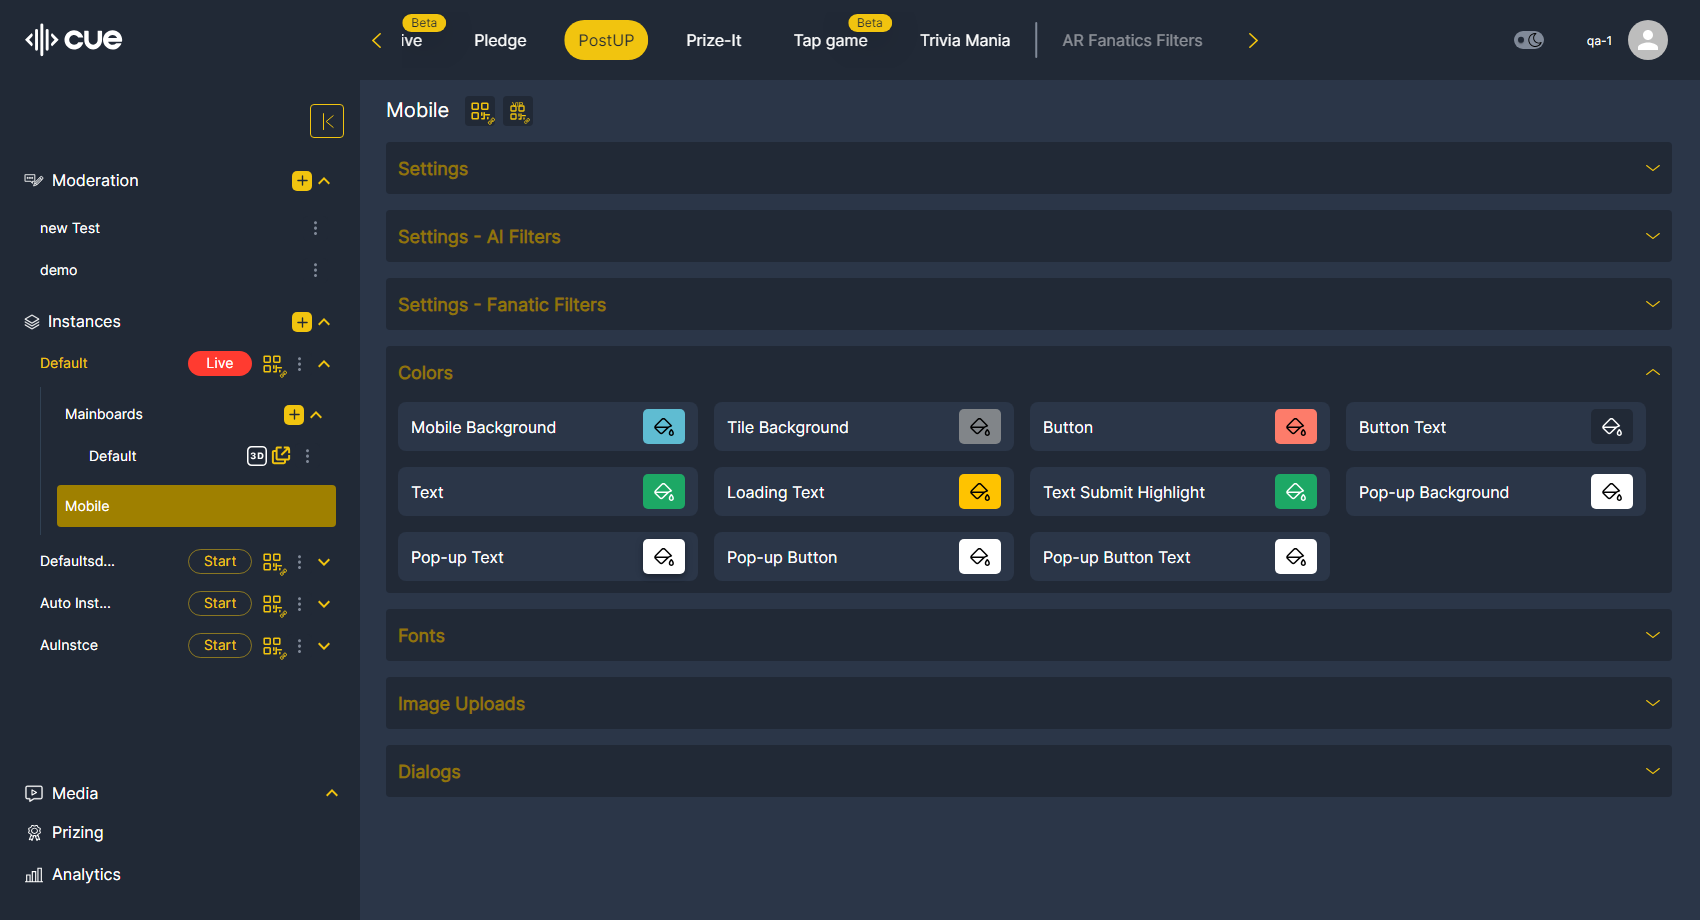 cue
Beta
ive
Pledge
PostUP
Prize-It
Beta
Tap game
Trivia Mania
AR Fanatics Filters
qa-1
Moderation
new Test
demo
Instances
Default
Live
Mainboards
Default
3D
Mobile
Defaultsd...
Start
Auto Inst...
Start
AuInstce
Start
Media
Prizing
Analytics
Mobile
Settings
Settings - AI Filters
Settings - Fanatic Filters
Colors
Mobile Background
Tile Background
Button
Button Text
Text
Loading Text
Text Submit Highlight
Pop-up Background
Pop-up Text
Pop-up Button
Pop-up Button Text
Fonts
Image Uploads
Dialogs